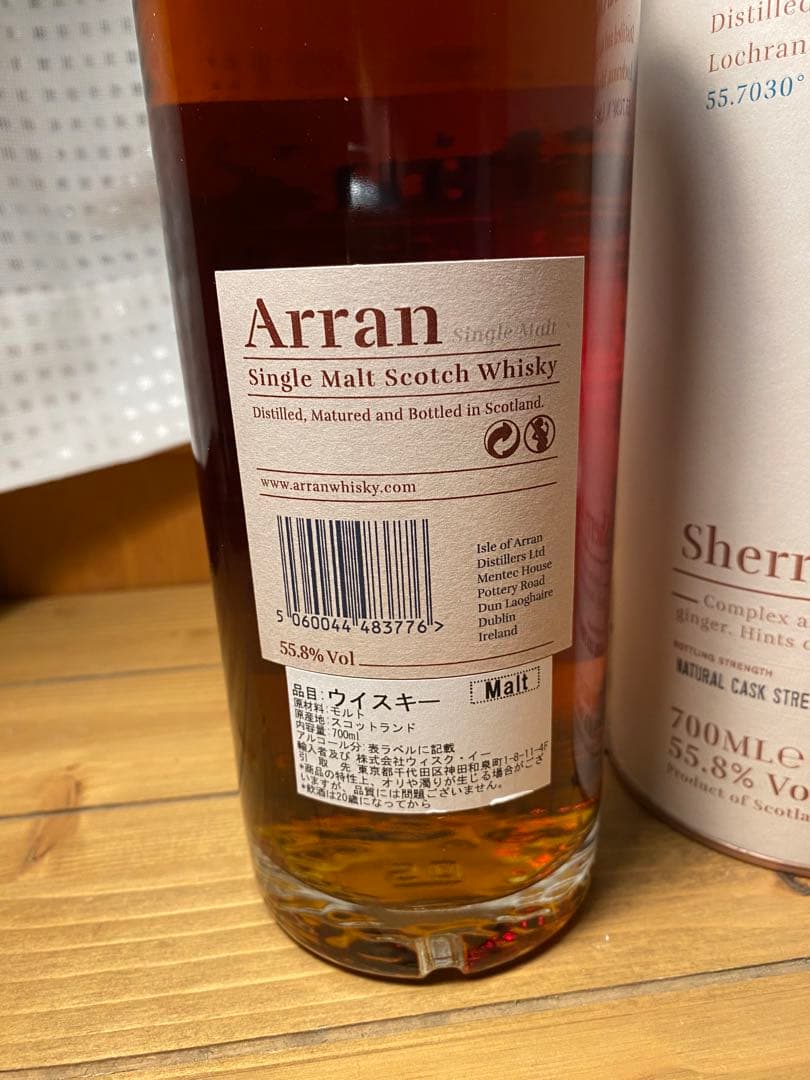 Arran Single Malt
Single Malt Scotch Whisky
Distilled, Matured and Bottled in Scotland.
www.arranwhisky.com
Isle of Arran
Distillers Ltd
Mentec House
Pottery Road
Dun Laoghaire
Dublin
Ireland
5 060044 483776 >
55.8% Vol
品目:ウイスキー Malt
原材料:モルト
原産地:スコットランド
内容量:700ml
アルコール分:表ラベルに記載
輸入者及び 株式会社ウィスク・イー
引 取 先 東京都千代田区神田和泉町1-8-11-4F
*商品の特性上、オリや濁りが生じる場合がござ
いますが、品質には問題ございません。
*飲酒は20歳になってから
Distilled
Lochran
55.7030°
Sherr
Complex a
ginger. Hints
BOTTLING STRENGTH
NATURAL CASK STRE
700ML e
55.8% Vo
Product of Scotla